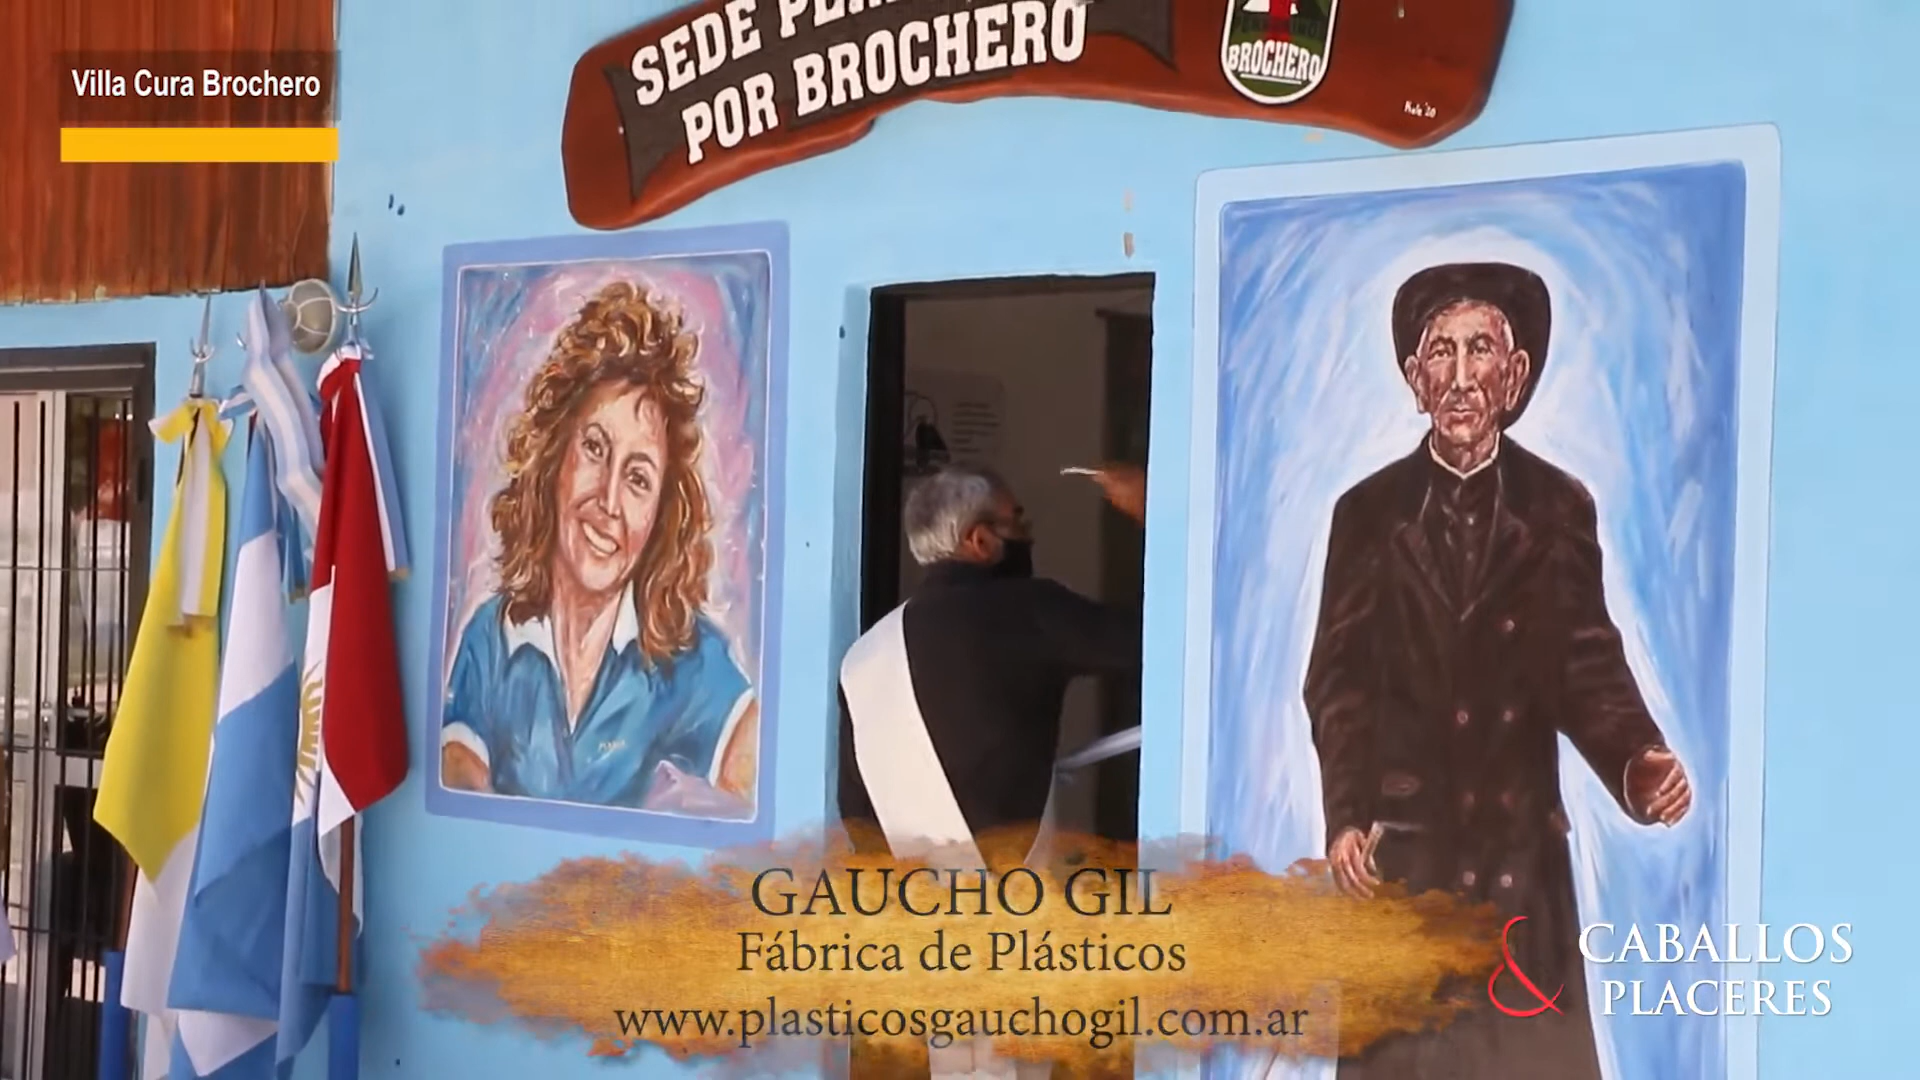 Villa Cura Brochero
SEDE
POR BROCHERO
BROCHERO
GAUCHO GIL
Fábrica de Plásticos
www.plasticosgauchogil.com.ar
CABALLOS
& PLACERES